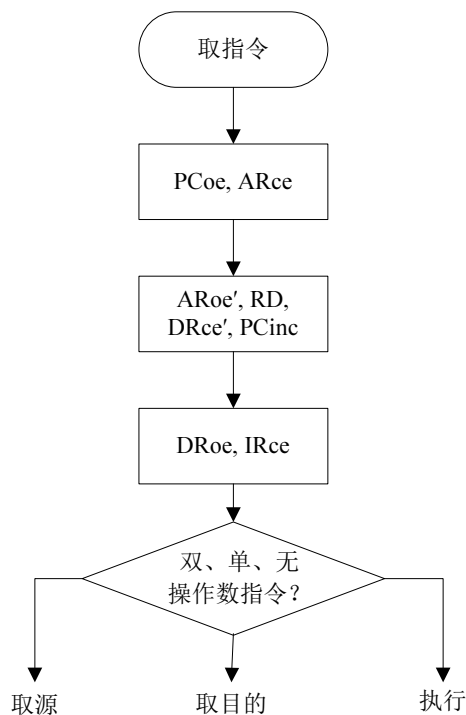 取指令
PCoe, ARce
ARoe′, RD,
DRce′, PCinc
DRoe, IRce
双、单、无
操作数指令？
取源
取目的
执行